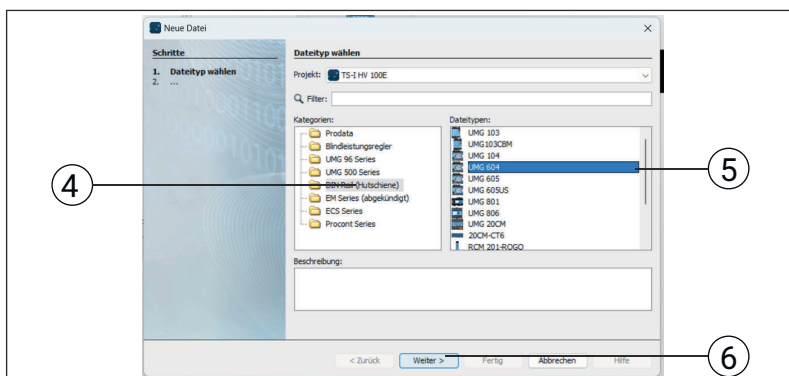 Neue Datei
Schritte
1. Dateityp wählen
2. ...
Dateityp wählen
Projekt: TS-I HV 100E
Filter:
Kategorien:
Prodata
Blindleistungsregler
UMG 96 Series
UMG 500 Series
DIN Rail (Hutschiene)
EM Series (abgekündigt)
ECS Series
Procont Series
Dateitypen:
UMG 103
UMG103CBM
UMG 104
UMG 604
UMG 605
UMG 605US
UMG 801
UMG 806
UMG 20CM
20CM-CT6
RCM 201-ROGO
Beschreibung:
< Zurück Weiter > Fertig Abbrechen Hilfe
4
5
6